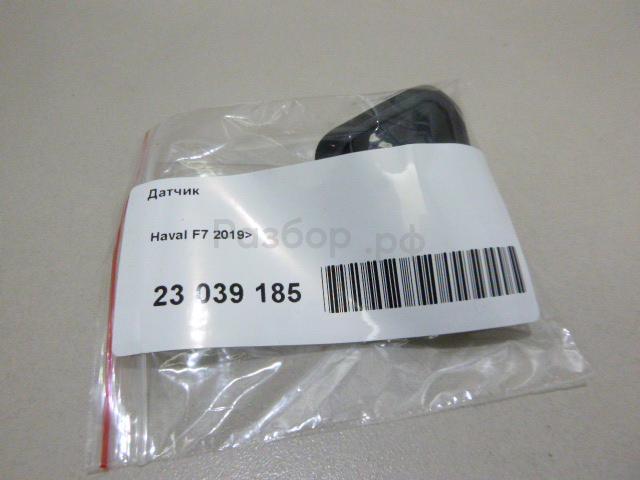 Датчик
Haval F7 2019>
Разбор.рф
23 039 185